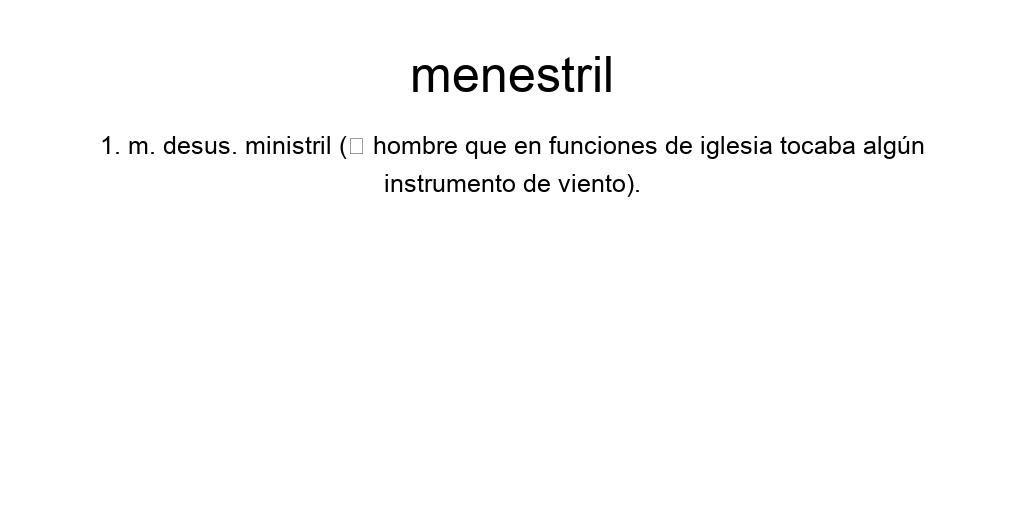 menestril
1. m. desus. ministril (□ hombre que en funciones de iglesia tocaba algún
instrumento de viento).